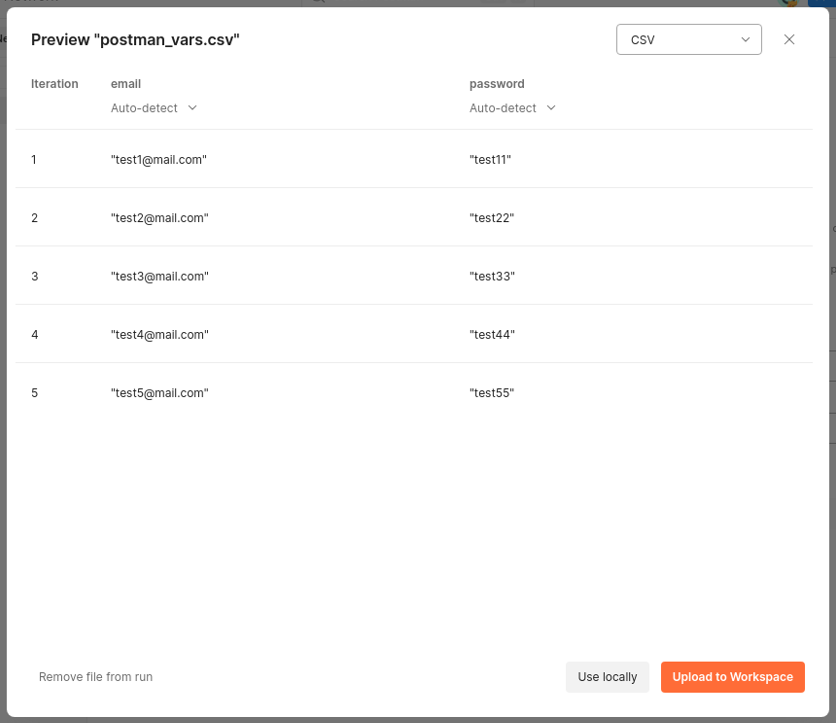 Preview "postman_vars.csv"
CSV
Iteration email password
Auto-detect Auto-detect
1 "test1@mail.com" "test11"
2 "test2@mail.com" "test22"
3 "test3@mail.com" "test33"
4 "test4@mail.com" "test44"
5 "test5@mail.com" "test55"
Remove file from run Use locally Upload to Workspace